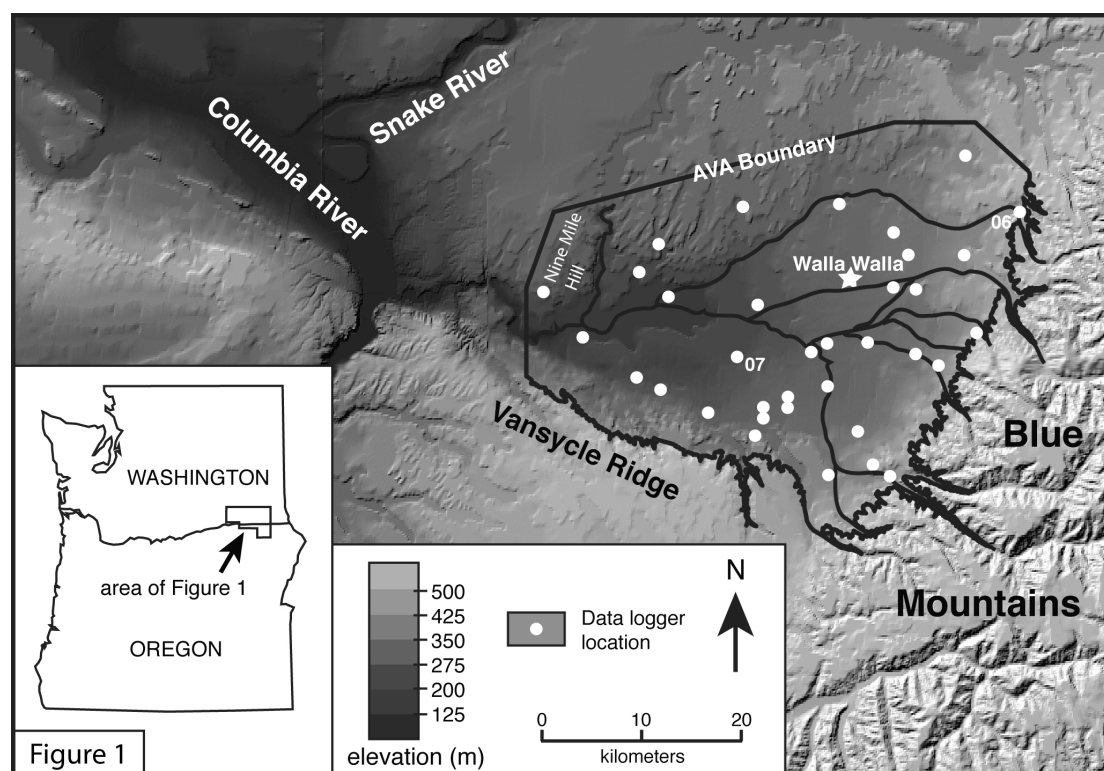 Columbia River
Snake River
AVA Boundary
Nine Mile
Hill
06
Walla Walla
07
Vansycle Ridge
Blue
Mountains
WASHINGTON
area of Figure 1
OREGON
Figure 1
500
425
350
275
200
125
elevation (m)
Data logger
location
N
0 10 20
kilometers